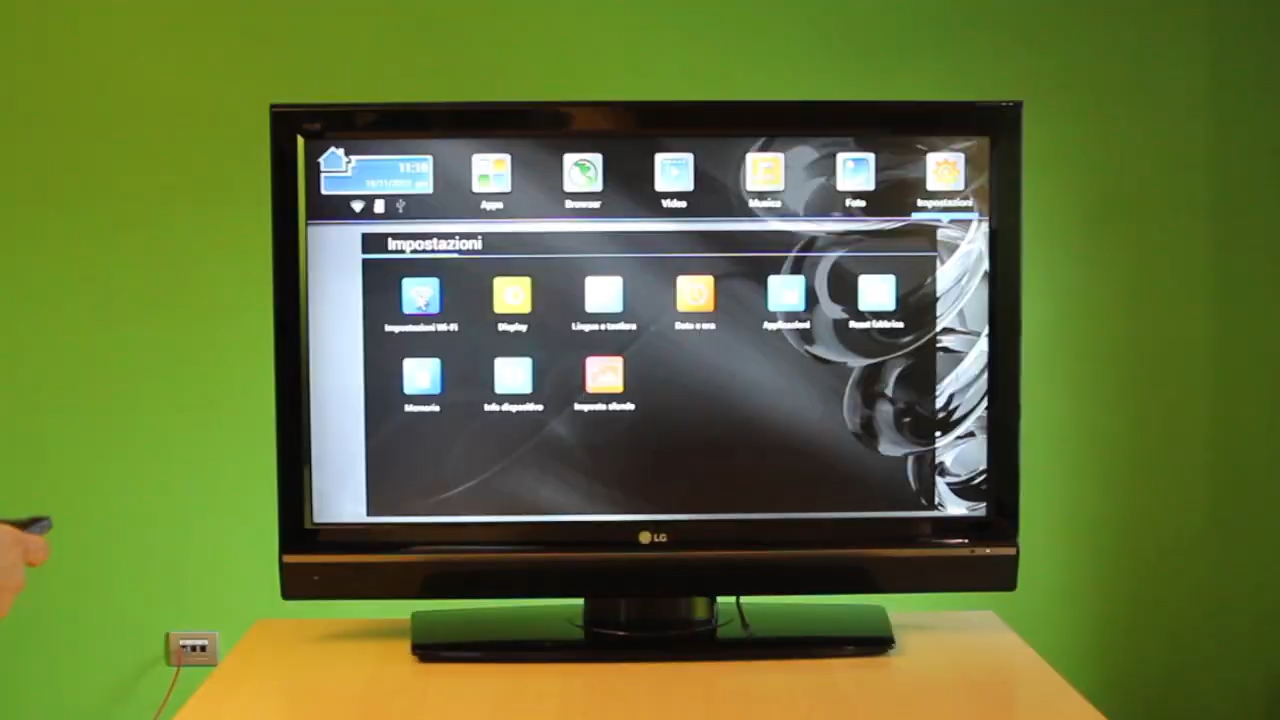 11:16
Apps
Browser
Video
Musica
Foto
Impostazioni
Impostazioni
Impostazioni Wi-Fi
Display
Lingua e tastiera
Data e ora
Applicazioni
Reset fabbrica
Memoria
Info dispositivo
Imposta sfondo
LG